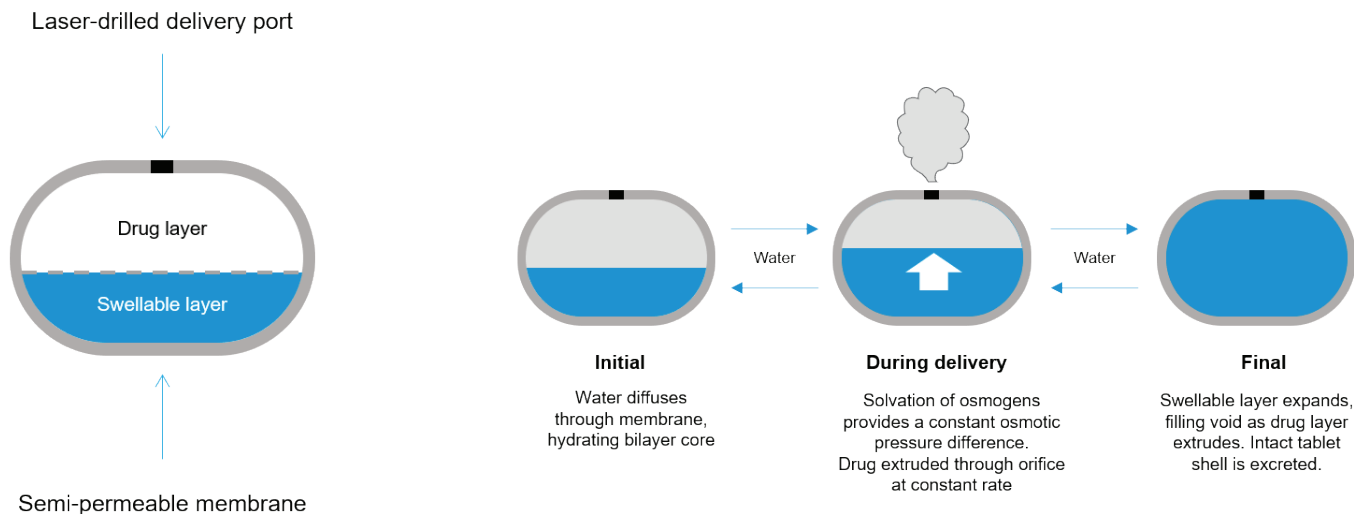 Laser-drilled delivery port
Drug layer
Swellable layer
Semi-permeable membrane
Water
Water
Initial
Water diffuses
through membrane,
hydrating bilayer core
During delivery
Solvation of osmogens
provides a constant osmotic
pressure difference.
Drug extruded through orifice
at constant rate
Final
Swellable layer expands,
filling void as drug layer
extrudes. Intact tablet
shell is excreted.